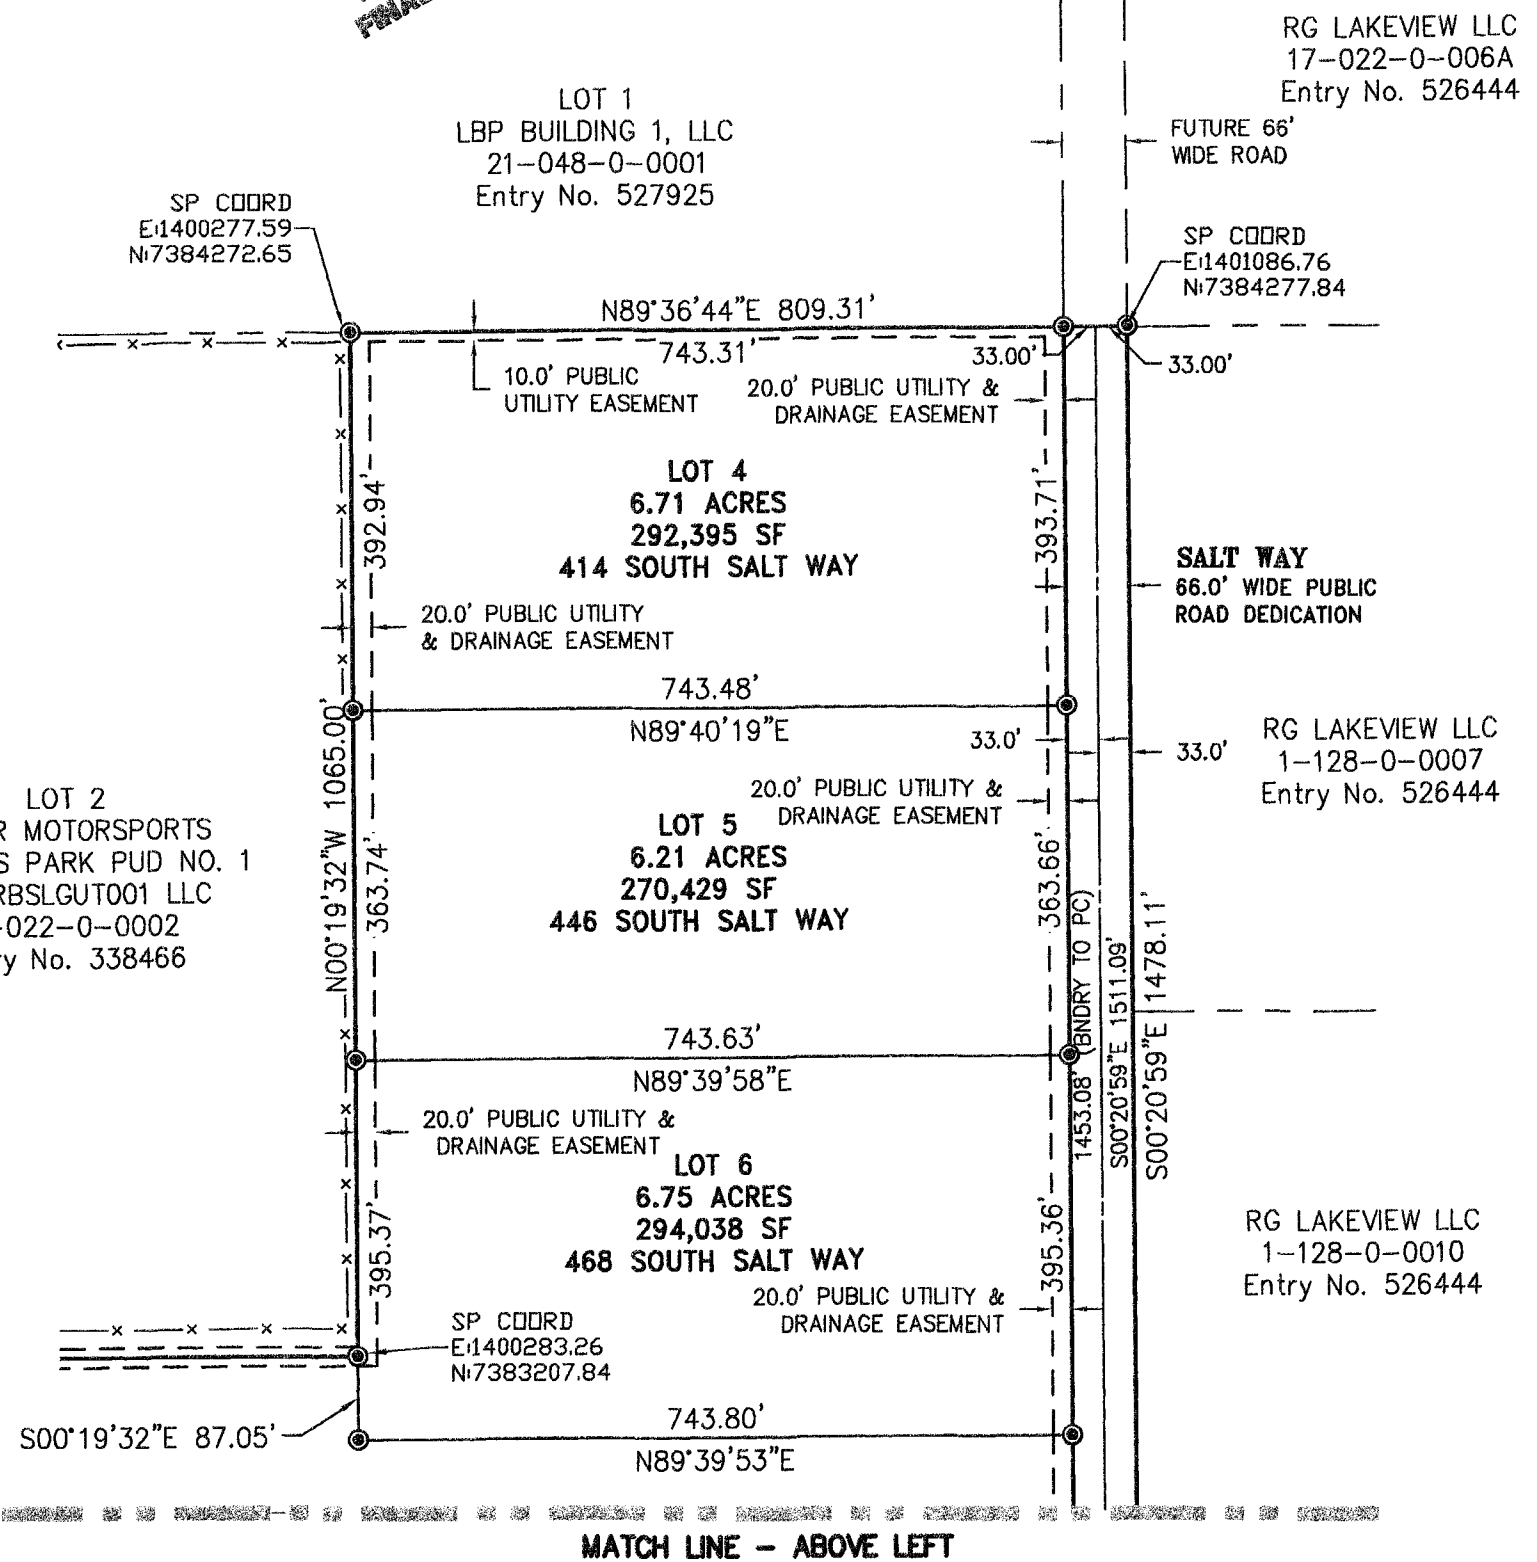 FINAL
RG LAKEVIEW LLC
17-022-0-006A
Entry No. 526444
LOT 1
LBP BUILDING 1, LLC
21-048-0-0001
Entry No. 527925
FUTURE 66'
WIDE ROAD
SP COORD
E:1400277.59
N:7384272.65
SP COORD
E:1401086.76
N:7384277.84
N89°36'44"E 809.31'
743.31'
33.00'
33.00'
10.0' PUBLIC
UTILITY EASEMENT
20.0' PUBLIC UTILITY &
DRAINAGE EASEMENT
LOT 4
6.71 ACRES
292,395 SF
414 SOUTH SALT WAY
392.94'
393.71'
SALT WAY
66.0' WIDE PUBLIC
ROAD DEDICATION
20.0' PUBLIC UTILITY
& DRAINAGE EASEMENT
743.48'
N89°40'19"E
33.0'
33.0'
RG LAKEVIEW LLC
1-128-0-0007
Entry No. 526444
N00°19'32"W 1065.00'
20.0' PUBLIC UTILITY &
DRAINAGE EASEMENT
LOT 2
R MOTORSPORTS
S PARK PUD NO. 1
RBSLGUT001 LLC
-022-0-0002
ry No. 338466
LOT 5
6.21 ACRES
270,429 SF
446 SOUTH SALT WAY
363.74'
363.66'
1453.08' (BNDRY TO PC)
S00°20'59"E 1511.09'
S00°20'59"E 1478.11'
743.63'
N89°39'58"E
20.0' PUBLIC UTILITY &
DRAINAGE EASEMENT
LOT 6
6.75 ACRES
294,038 SF
468 SOUTH SALT WAY
395.37'
395.36'
RG LAKEVIEW LLC
1-128-0-0010
Entry No. 526444
20.0' PUBLIC UTILITY &
DRAINAGE EASEMENT
SP COORD
E:1400283.26
N:7383207.84
S00°19'32"E 87.05'
743.80'
N89°39'53"E
MATCH LINE - ABOVE LEFT